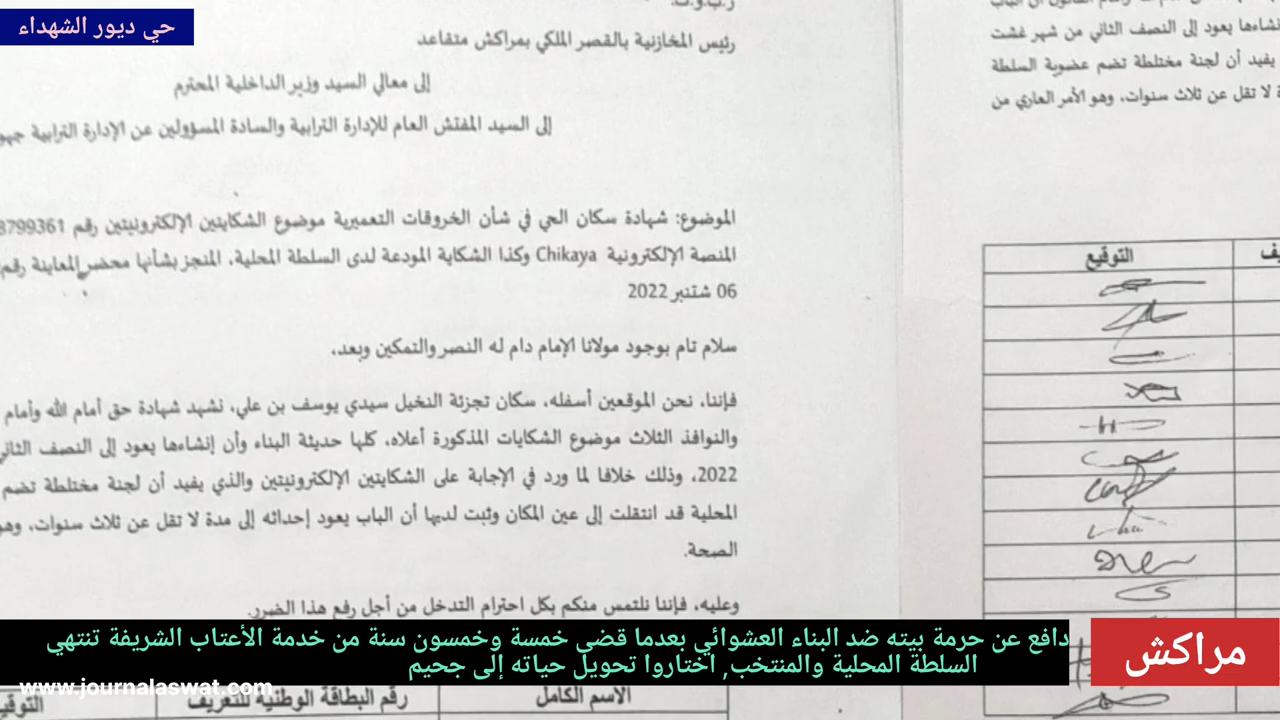 حي ديور الشهداء
رئيس المخازنية بالقصر الملكي بمراكش متقاعد
إلى معالي السيد وزير الداخلية المحترم
إلى السيد المفتش العام للإدارة الترابية والسادة المسؤولين عن الإدارة الترابية
الموضوع: شهادة سكان الحي في شأن الخروقات التعميرية موضوع الشكايتين الإلكترونيتين رقم 8799361
المنصة الإلكترونية Chikaya وكذا الشكاية المودعة لدى السلطة المحلية، المنجز بشأنها محضر المعاينة رقم
06 شتنبر 2022
سلام تام بوجود مولانا الإمام دام له النصر والتمكين وبعد،
فإننا، نحن الموقعين أسفله، سكان تجزئة النخيل سيدي يوسف بن علي، نشهد شهادة حق أمام الله وأمام
والنوافذ الثلاث موضوع الشكايات المذكورة أعلاه، كلها حديثة البناء وأن إنشاءها يعود إلى النصف الثاني
2022، وذلك خلافا لما ورد في الإجابة على الشكايتين الإلكترونيتين والذي يفيد أن لجنة مختلطة تضم
المحلية قد انتقلت إلى عين المكان وثبت لديها أن الباب يعود إحداثه إلى مدة لا تقل عن ثلاث سنوات، وهو
الصحة.
وعليه، فإننا نلتمس منكم بكل احترام التدخل من أجل رفع هذا الضرر.
الاسم الكامل رقم البطاقة الوطنية للتعريف التوقيع
إنشاءها يعود إلى النصف الثاني من شهر غشت
يفيد أن لجنة مختلطة تضم عضوية السلطة
لا تقل عن ثلاث سنوات، وهو الأمر العاري من
التوقيع
مراكش
دافع عن حرمة بيته ضد البناء العشوائي بعدما قضى خمسة وخمسون سنة من خدمة الأعتاب الشريفة تنتهي
السلطة المحلية والمنتخب, اختاروا تحويل حياته إلى جحيم
www.journalaswat.com